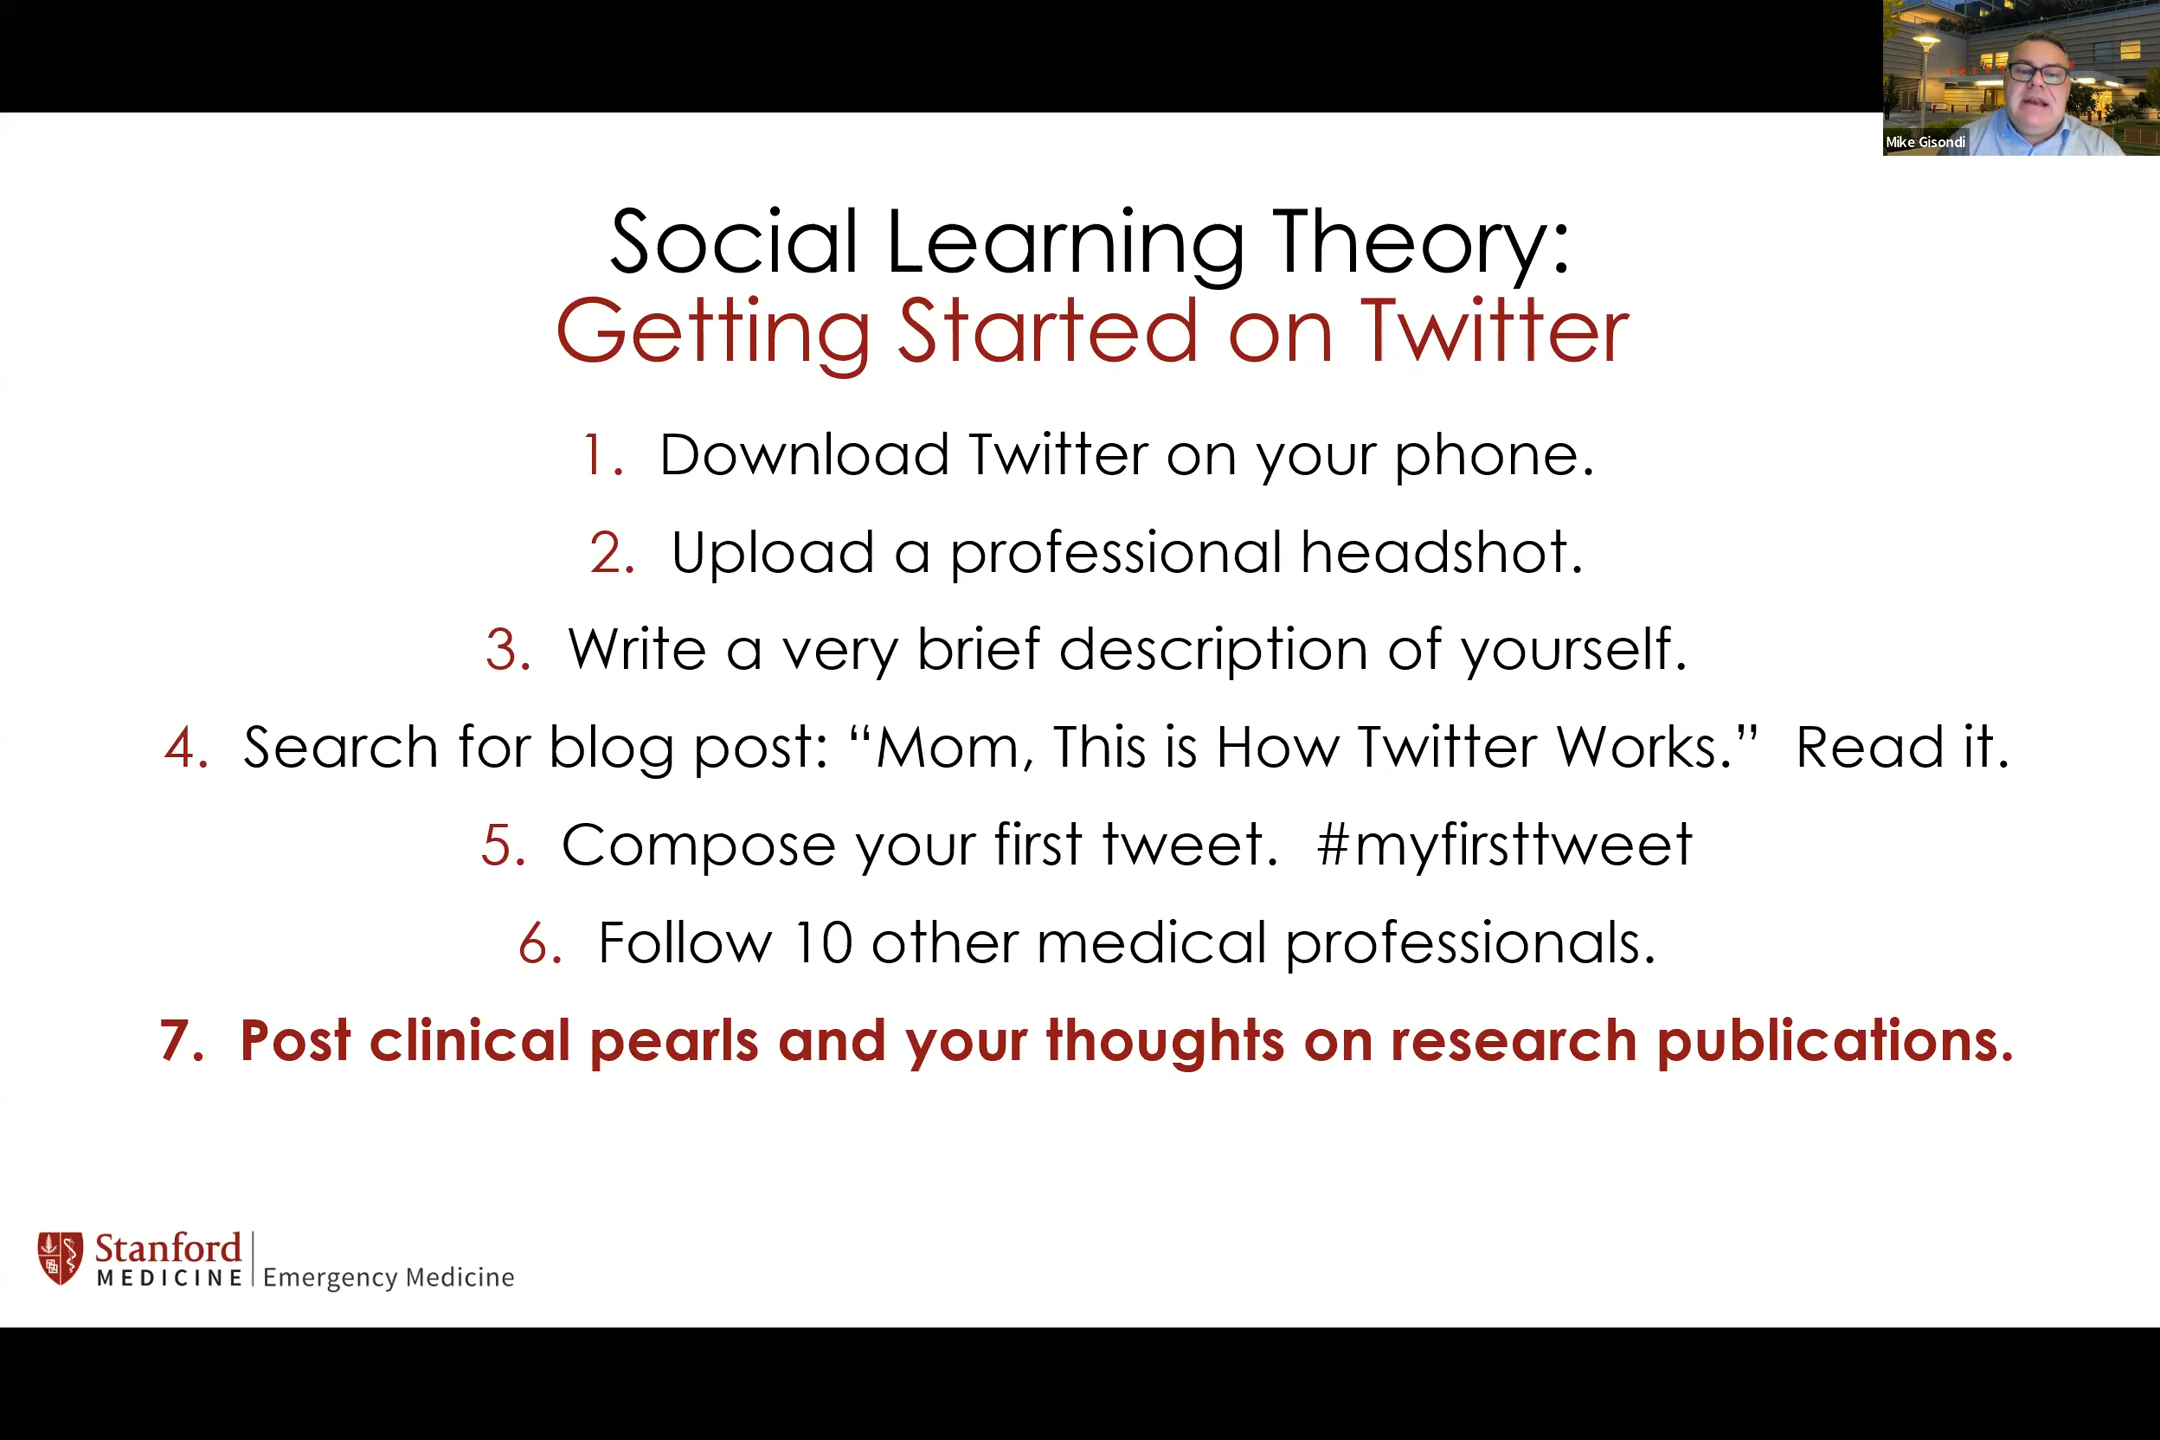 Mike Gisondi
Social Learning Theory:
Getting Started on Twitter
1. Download Twitter on your phone.
2. Upload a professional headshot.
3. Write a very brief description of yourself.
4. Search for blog post: “Mom, This is How Twitter Works.” Read it.
5. Compose your first tweet. #myfirsttweet
6. Follow 10 other medical professionals.
7. Post clinical pearls and your thoughts on research publications.
Stanford
MEDICINE
Emergency Medicine